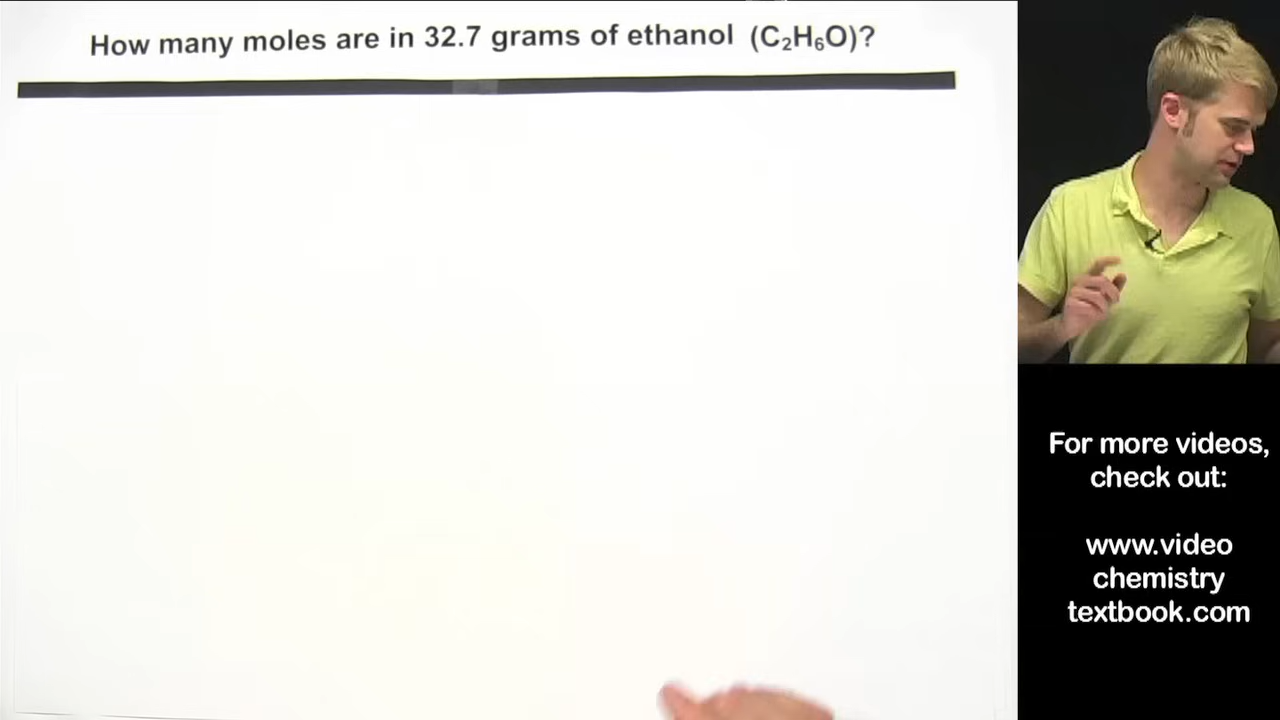 How many moles are in 32.7 grams of ethanol (C₂H₆O)?
For more videos,
check out:
www.video
chemistry
textbook.com